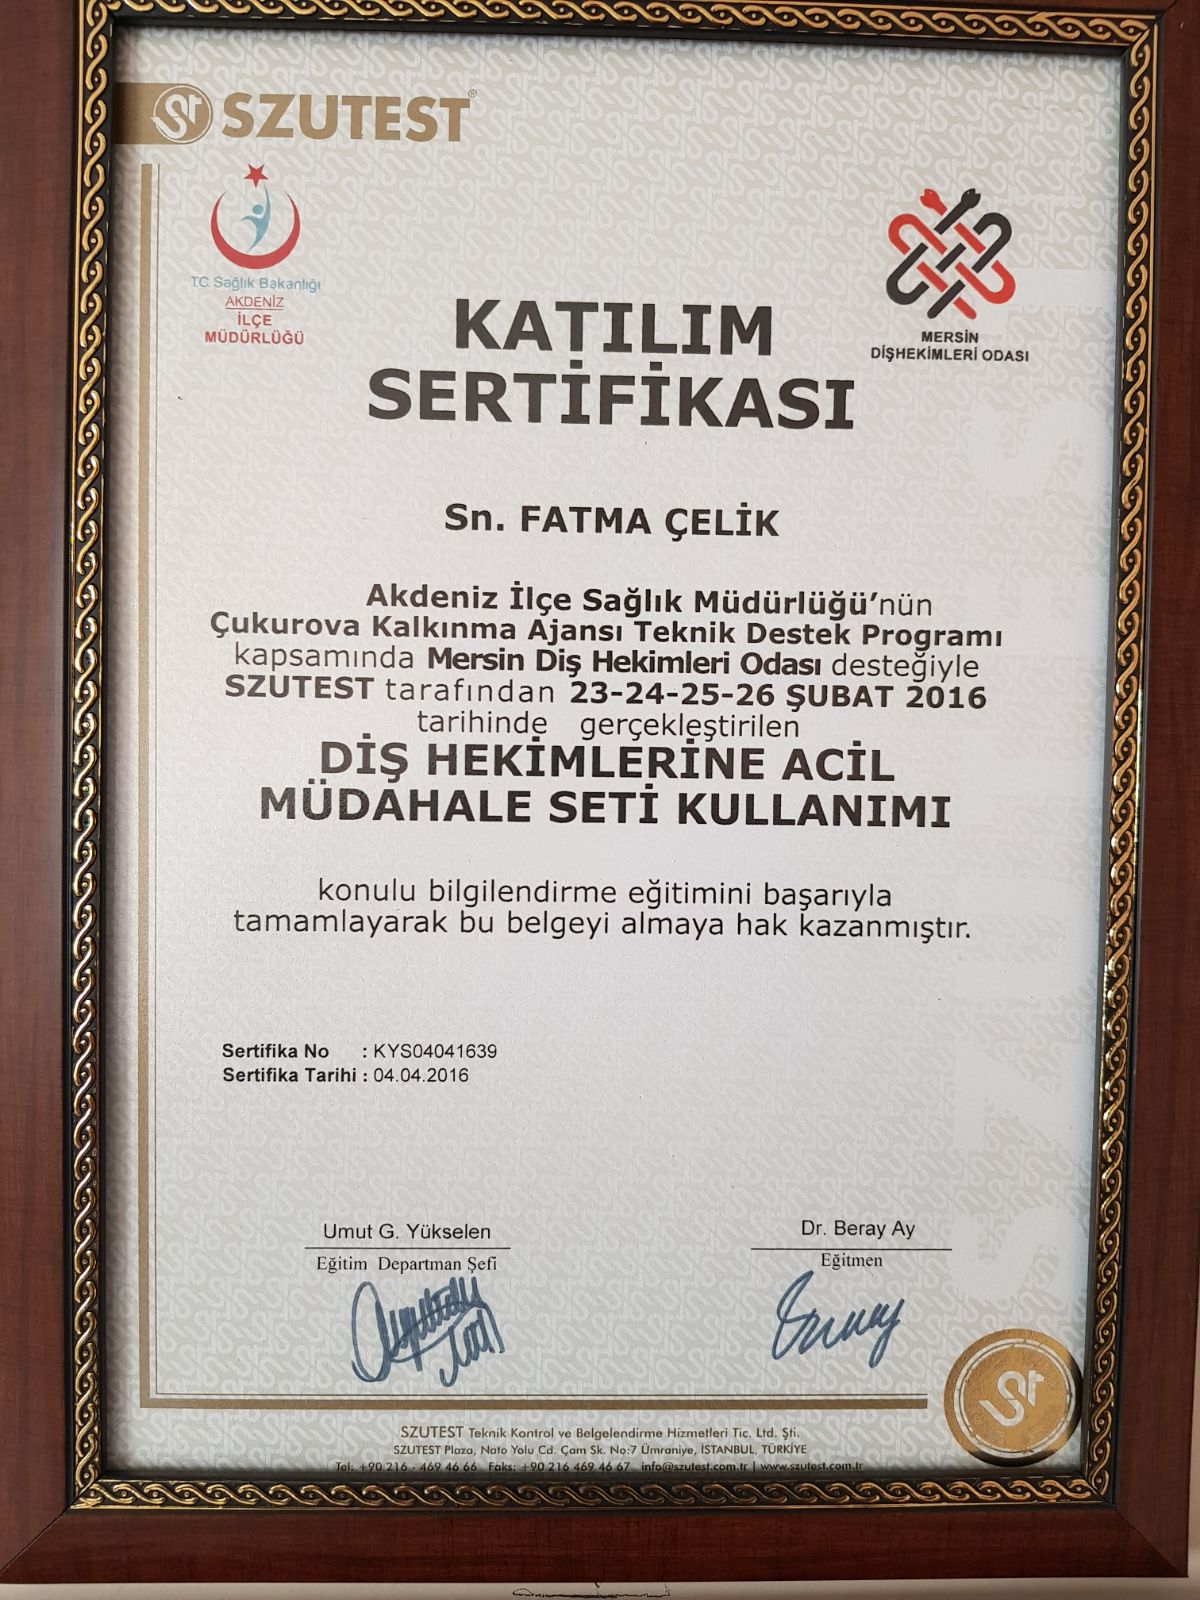 SZUTEST®
T.C. Sağlık Bakanlığı
AKDENİZ
İLÇE
MÜDÜRLÜĞÜ
MERSİN
DİŞHEKİMLERİ ODASI
KATILIM
SERTİFİKASI
Sn. FATMA ÇELİK
Akdeniz İlçe Sağlık Müdürlüğü'nün
Çukurova Kalkınma Ajansı Teknik Destek Programı
kapsamında Mersin Diş Hekimleri Odası desteğiyle
SZUTEST tarafından 23-24-25-26 ŞUBAT 2016
tarihinde gerçekleştirilen
DİŞ HEKİMLERİNE ACİL
MÜDAHALE SETİ KULLANIMI
konulu bilgilendirme eğitimini başarıyla
tamamlayarak bu belgeyi almaya hak kazanmıştır.
Sertifika No : KYS04041639
Sertifika Tarihi : 04.04.2016
Umut G. Yükselen
Eğitim Departman Şefi
Dr. Beray Ay
Eğitmen
SZUTEST Teknik Kontrol ve Belgelendirme Hizmetleri Tic. Ltd. Şti.
SZUTEST Plaza, Nato Yolu Cd. Çam Sk. No:7 Ümraniye, İSTANBUL, TÜRKİYE
Tel: +90 216 - 469 46 66 Faks: +90 216 469 46 67 info@szutest.com.tr | www.szutest.com.tr